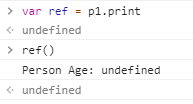 > var ref = p1.print
< undefined
> ref()
Person Age: undefined
< undefined